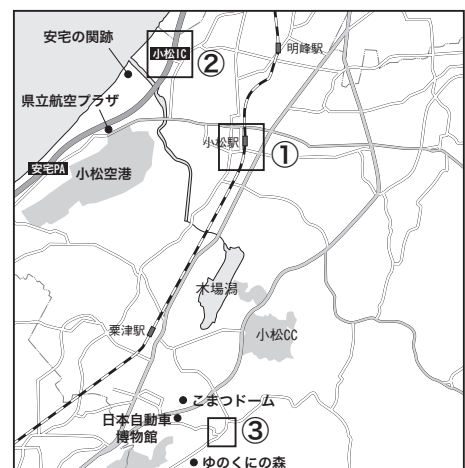 安宅の関跡
小松IC
②
明峰駅
県立航空プラザ
小松駅
①
安宅PA
小松空港
木場潟
粟津駅
小松CC
こまつドーム
日本自動車
博物館
③
ゆのくにの森